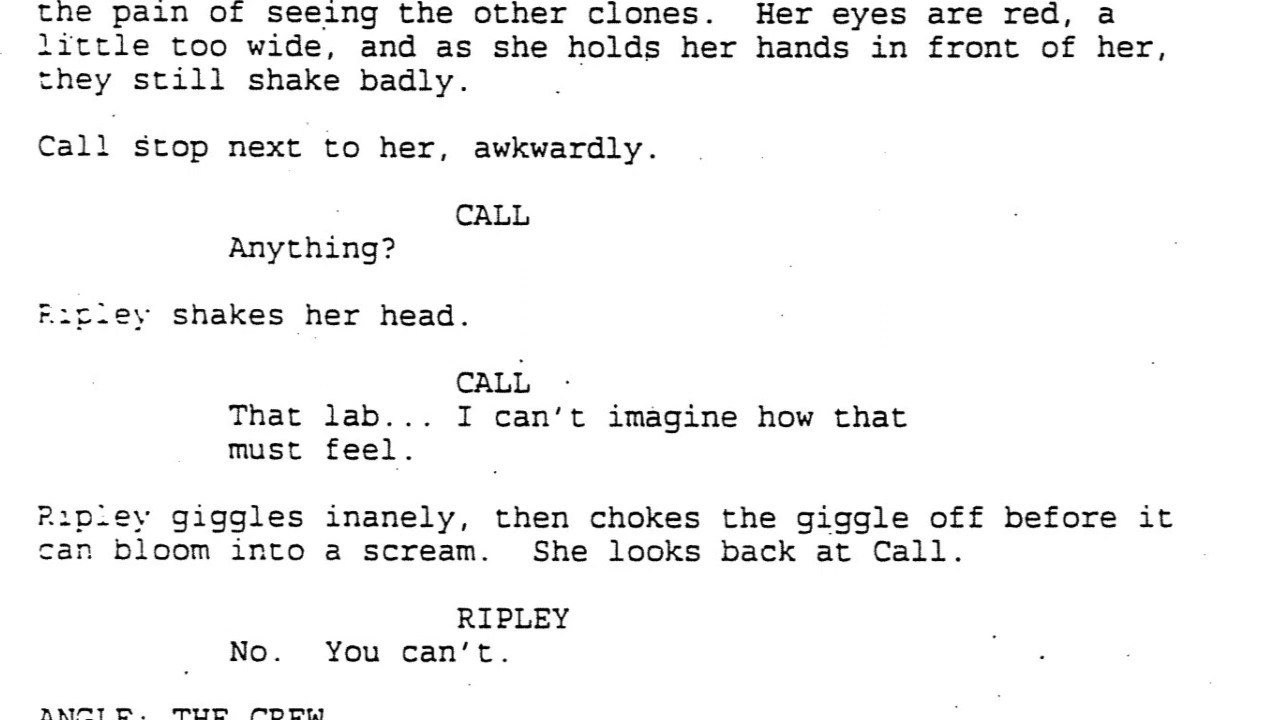 the pain of seeing the other clones. Her eyes are red, a
little too wide, and as she holds her hands in front of her,
they still shake badly.
Call stop next to her, awkwardly.
CALL
Anything?
Ripley shakes her head.
CALL
That lab... I can't imagine how that
must feel.
Ripley giggles inanely, then chokes the giggle off before it
can bloom into a scream. She looks back at Call.
RIPLEY
No. You can't.
ANGLE: THE CREW